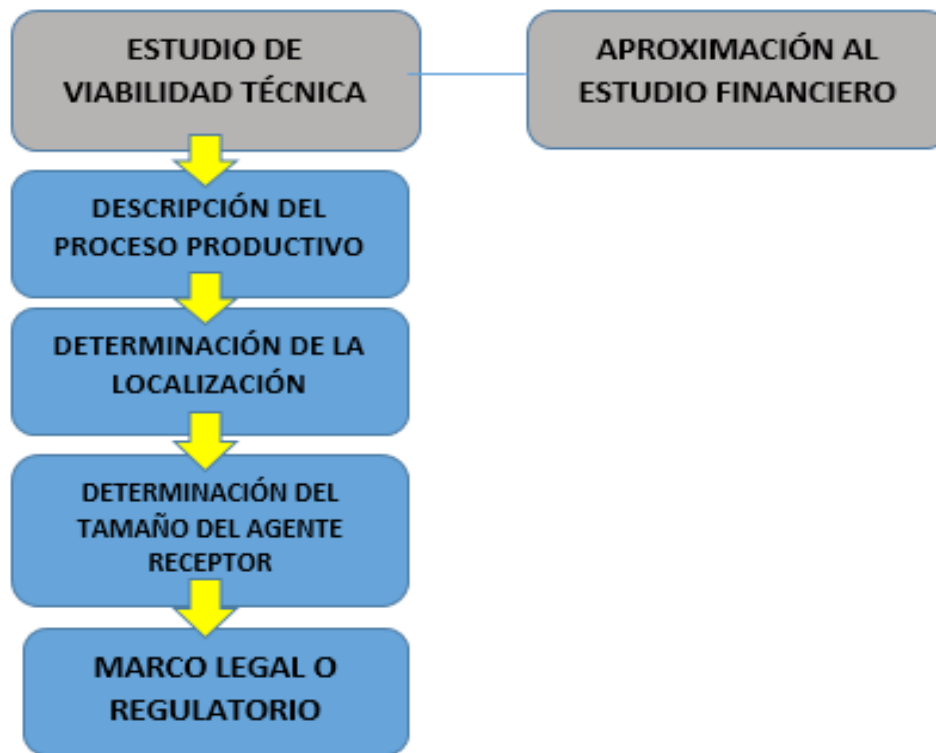 ESTUDIO DE
VIABILIDAD TÉCNICA
APROXIMACIÓN AL
ESTUDIO FINANCIERO
DESCRIPCIÓN DEL
PROCESO PRODUCTIVO
DETERMINACIÓN DE LA
LOCALIZACIÓN
DETERMINACIÓN DEL
TAMAÑO DEL AGENTE
RECEPTOR
MARCO LEGAL O
REGULATORIO